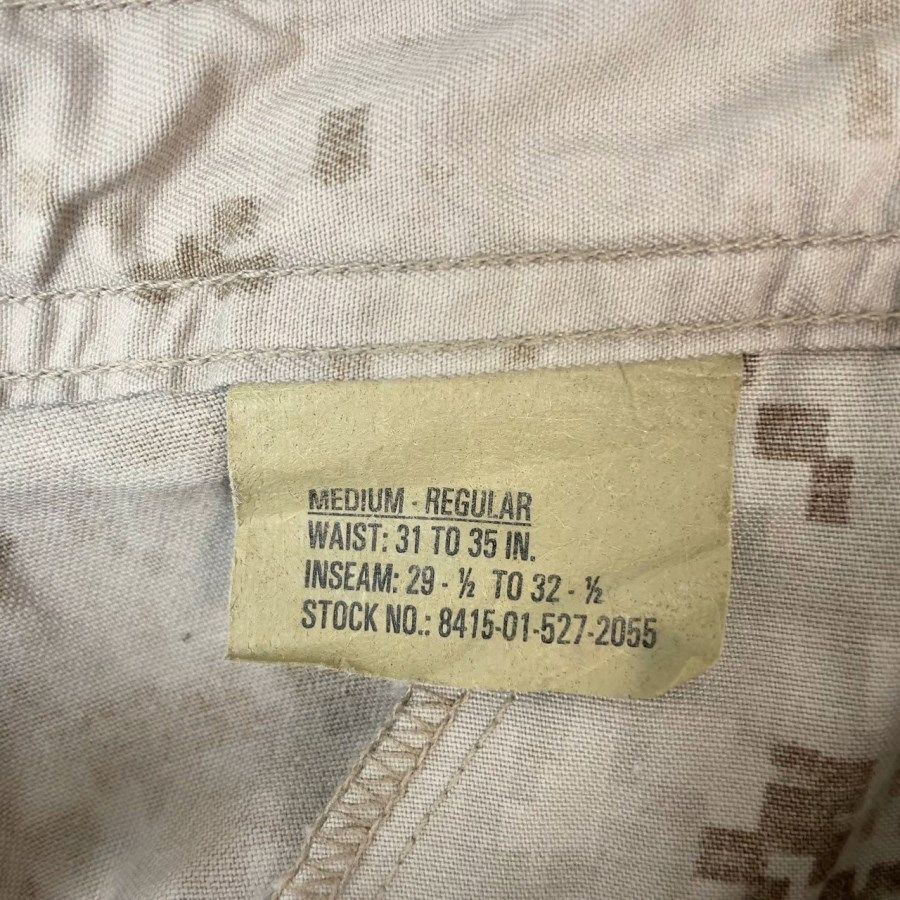 MEDIUM - REGULAR
WAIST: 31 TO 35 IN.
INSEAM: 29 - ½ TO 32 - ½
STOCK NO.: 8415-01-527-2055